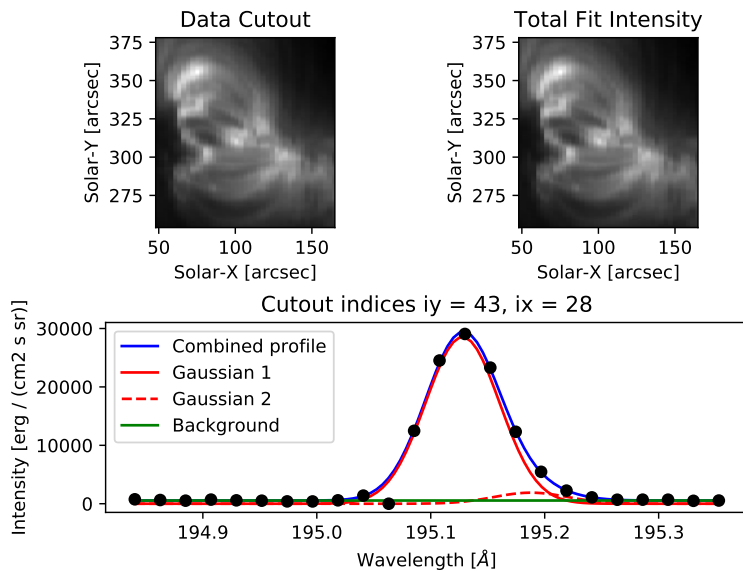 Data Cutout
Total Fit Intensity
375
350
325
300
275
Solar-Y [arcsec]
50
100
150
Solar-X [arcsec]
375
350
325
300
275
Solar-Y [arcsec]
50
100
150
Solar-X [arcsec]
Cutout indices iy = 43, ix = 28
Intensity [erg / (cm2 s sr)]
30000
20000
10000
0
Combined profile
Gaussian 1
Gaussian 2
Background
194.9
195.0
195.1
195.2
195.3
Wavelength [Å]